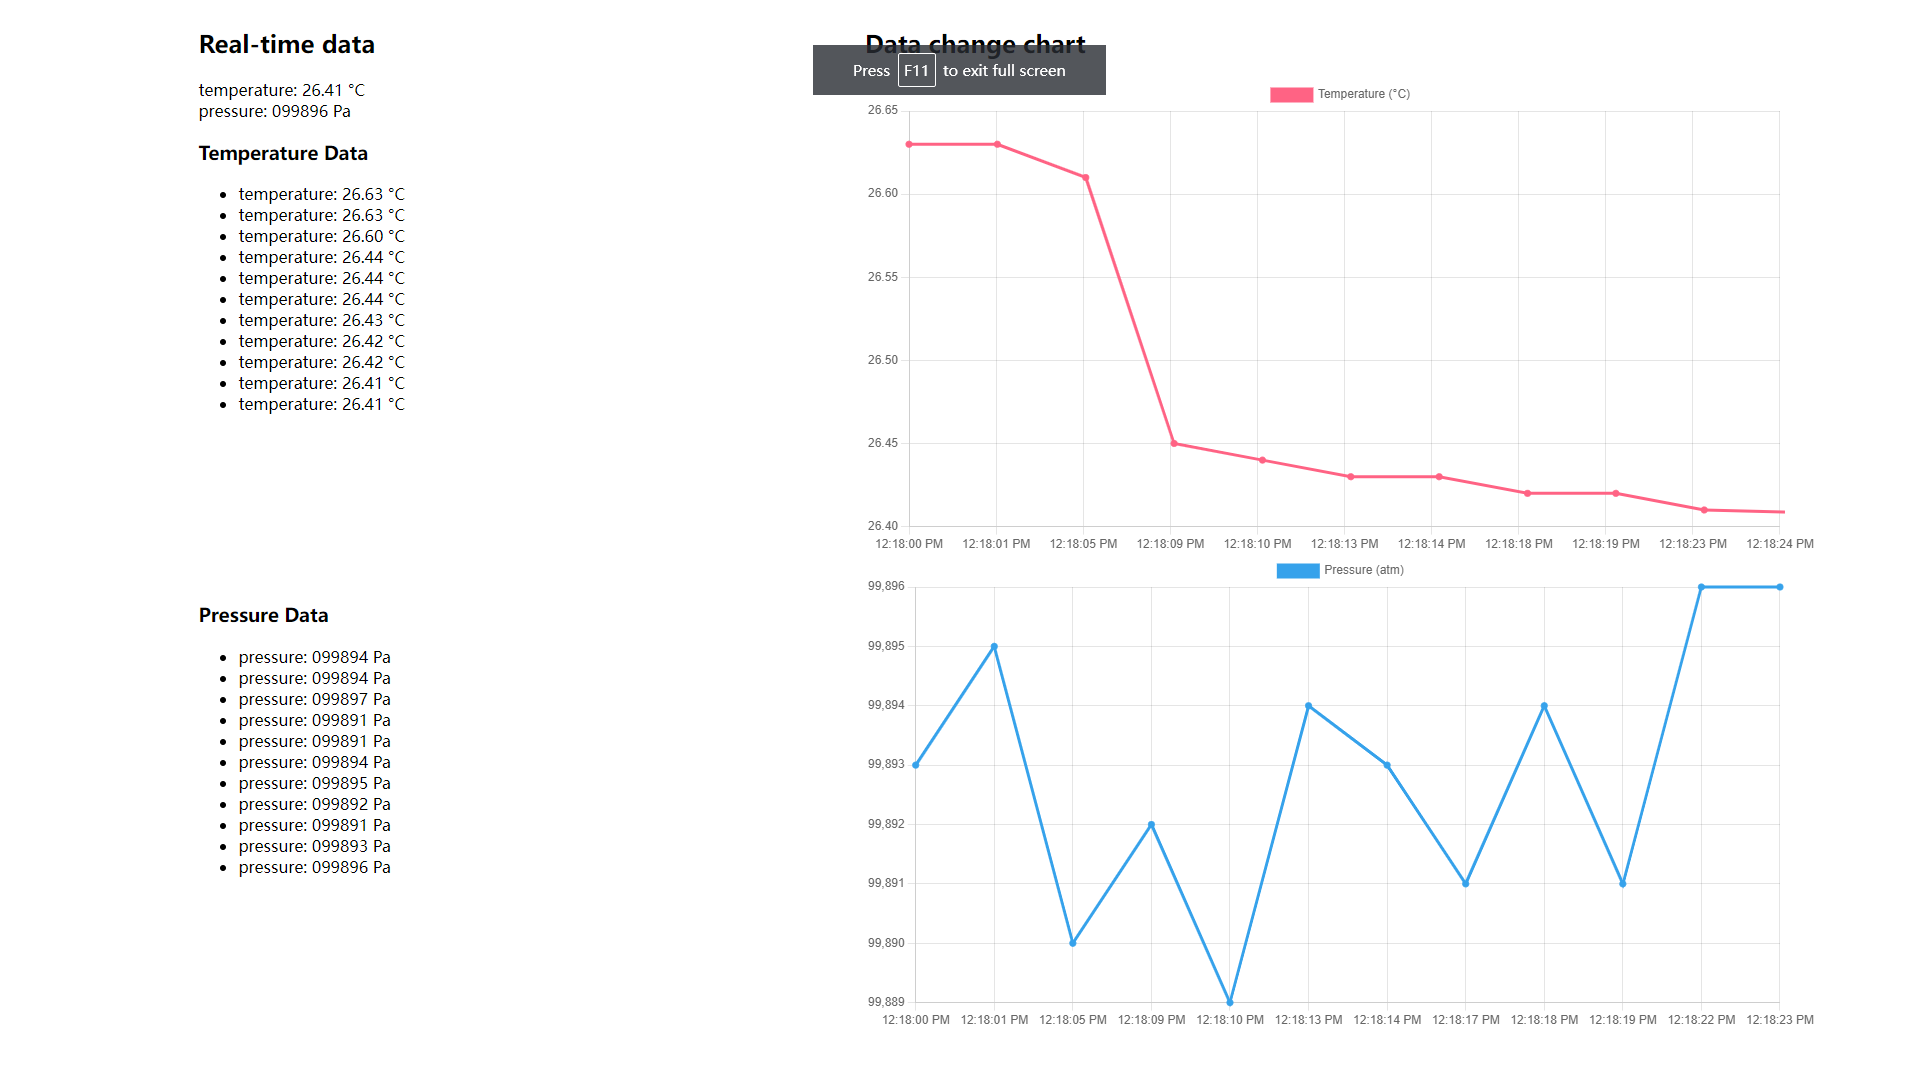 Real-time data
temperature: 26.41 °C
pressure: 099896 Pa
Temperature Data
temperature: 26.63 °C
temperature: 26.63 °C
temperature: 26.60 °C
temperature: 26.44 °C
temperature: 26.44 °C
temperature: 26.44 °C
temperature: 26.43 °C
temperature: 26.42 °C
temperature: 26.42 °C
temperature: 26.41 °C
temperature: 26.41 °C
Pressure Data
pressure: 099894 Pa
pressure: 099894 Pa
pressure: 099897 Pa
pressure: 099891 Pa
pressure: 099891 Pa
pressure: 099894 Pa
pressure: 099895 Pa
pressure: 099892 Pa
pressure: 099891 Pa
pressure: 099893 Pa
pressure: 099896 Pa
Data change chart
Press F11 to exit full screen
Temperature (°C)
26.65
26.60
26.55
26.50
26.45
26.40
12:18:00 PM 12:18:01 PM 12:18:05 PM 12:18:09 PM 12:18:10 PM 12:18:13 PM 12:18:14 PM 12:18:18 PM 12:18:19 PM 12:18:23 PM 12:18:24 PM
Pressure (atm)
99,896
99,895
99,894
99,893
99,892
99,891
99,890
99,889
12:18:00 PM 12:18:01 PM 12:18:05 PM 12:18:09 PM 12:18:10 PM 12:18:13 PM 12:18:14 PM 12:18:17 PM 12:18:18 PM 12:18:19 PM 12:18:22 PM 12:18:23 PM